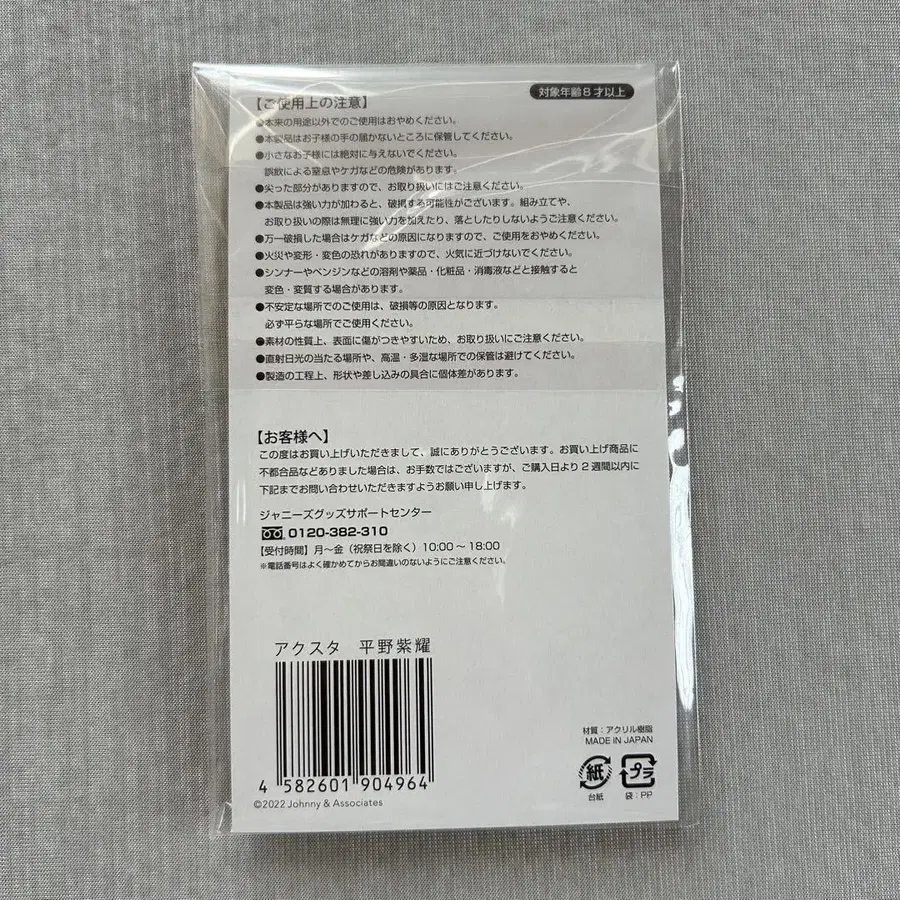 対象年齢8才以上
【ご使用上の注意】
●本来の用途以外でのご使用はおやめください。
●本製品はお子様の手の届かないところに保管してください。
●小さなお子様には絶対に与えないでください。
誤飲による窒息やケガなどの危険があります。
●尖った部分がありますので、お取り扱いにはご注意ください。
●本製品は強い力が加わると、破損する可能性がございます。組み立てや、
お取り扱いの際は無理に強い力を加えたり、落としたりしないようご注意ください。
●万一破損した場合はケガなどの原因になりますので、ご使用をおやめください。
●火災や変形・変色の恐れがありますので、火気に近づけないでください。
●シンナーやベンジンなどの溶剤や薬品・化粧品・消毒液などと接触すると
変色・変質する場合があります。
●不安定な場所でのご使用は、破損等の原因となります。
必ず平らな場所でご使用ください。
●素材の性質上、表面に傷がつきやすいため、お取り扱いにご注意ください。
●直射日光の当たる場所や、高温・多湿な場所での保管は避けてください。
●製造の工程上、形状や差し込みの具合に個体差があります。
【お客様へ】
この度はお買い上げいただきまして、誠にありがとうございます。お買い上げ商品に
不都合品などありました場合は、お手数ではございますが、ご購入日より2週間以内に
下記までお問い合わせいただきますようお願い申し上げます。
ジャニーズグッズサポートセンター
0120-382-310
【受付時間】月~金（祝祭日を除く）10:00~18:00
※電話番号はよく確かめてからお間違いのないようにご注意ください。
アクスタ 平野紫耀
4 582601 904964
©2022 Johnny & Associates
材質：アクリル樹脂
MADE IN JAPAN
紙 プラ
台紙 袋：PP